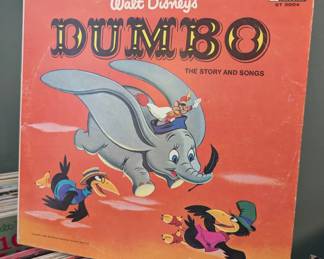 Walt Disney's
DUMBO
THE STORY AND SONGS